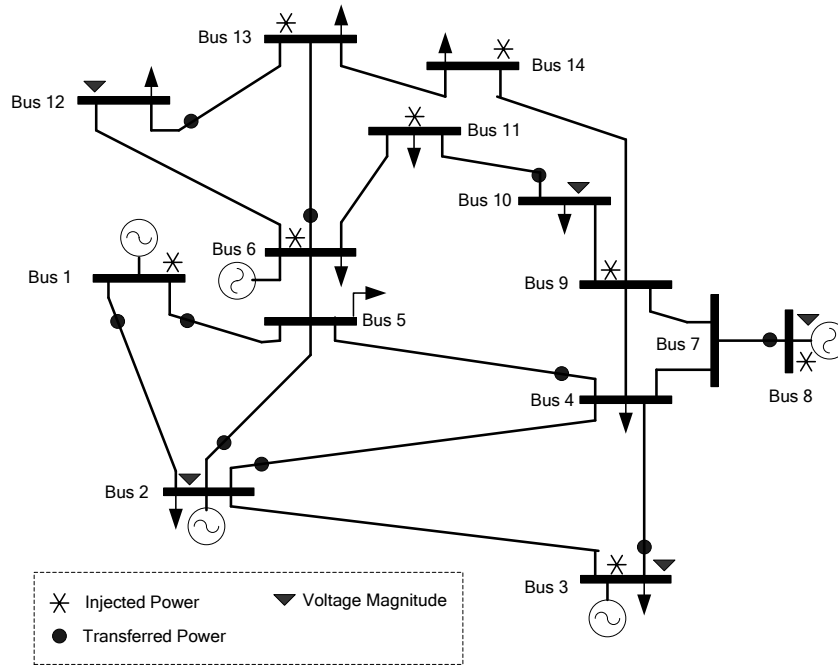 Bus 13
Bus 14
Bus 12
Bus 11
Bus 10
Bus 6
Bus 1
Bus 9
Bus 5
Bus 7
Bus 8
Bus 4
Bus 2
Bus 3
Injected Power
Voltage Magnitude
Transferred Power